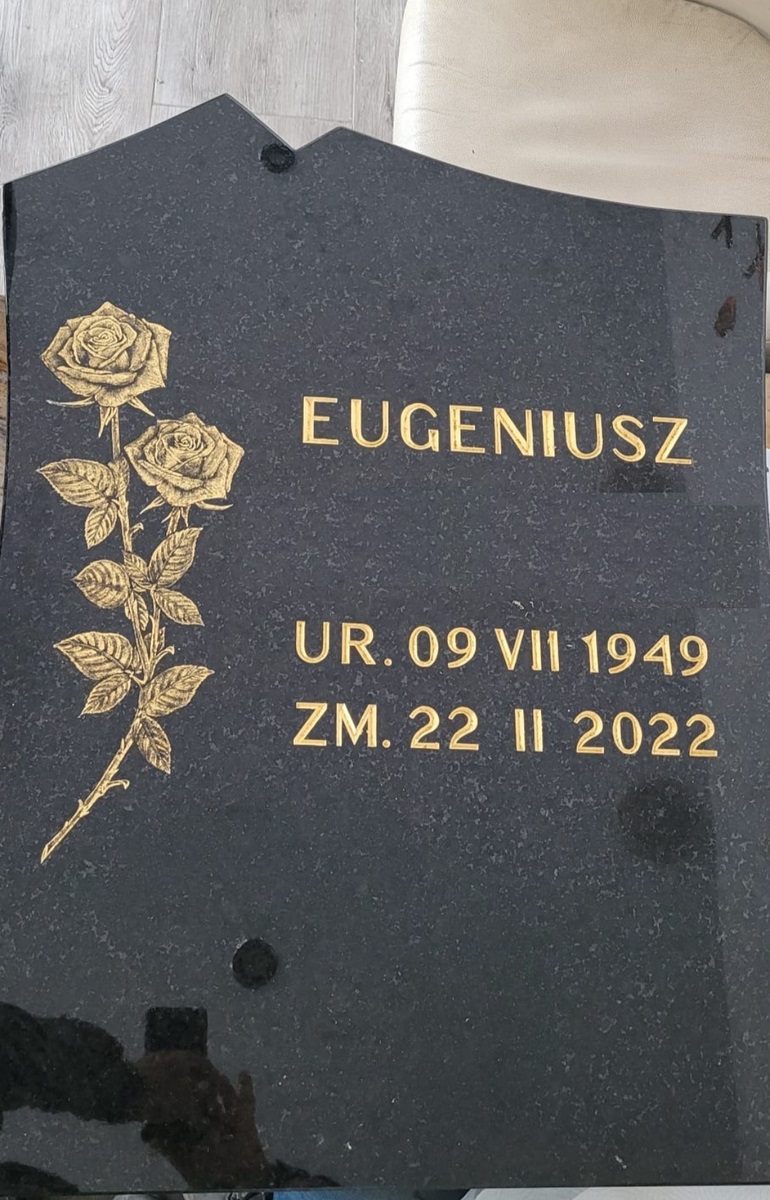 EUGENIUSZ
UR. 09 VII 1949
ZM. 22 II 2022